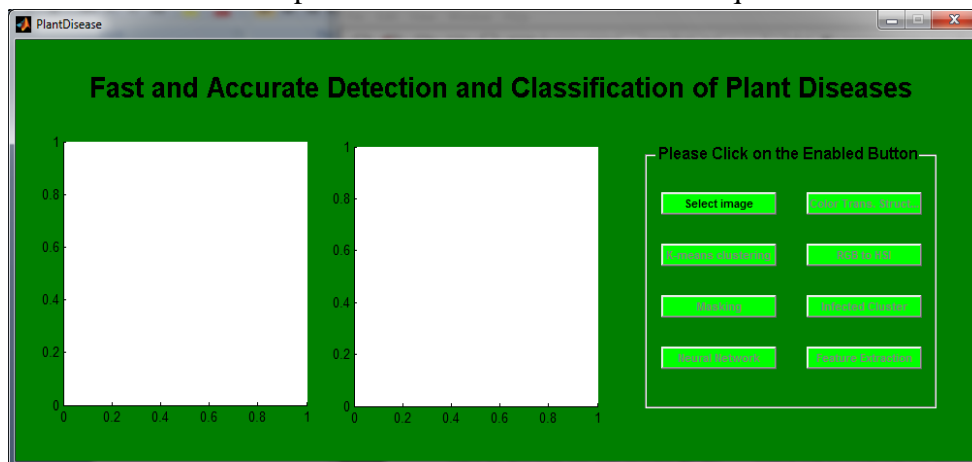 PlantDisease
Fast and Accurate Detection and Classification of Plant Diseases
1
0.8
0.6
0.4
0.2
0
0 0.2 0.4 0.6 0.8 1
1
0.8
0.6
0.4
0.2
0
0 0.2 0.4 0.6 0.8 1
Please Click on the Enabled Button
Select image
Color Trans. Struct...
K-means clustering
RGB to HSI
Masking
Infected Cluster
Neural Network
Feature Extraction